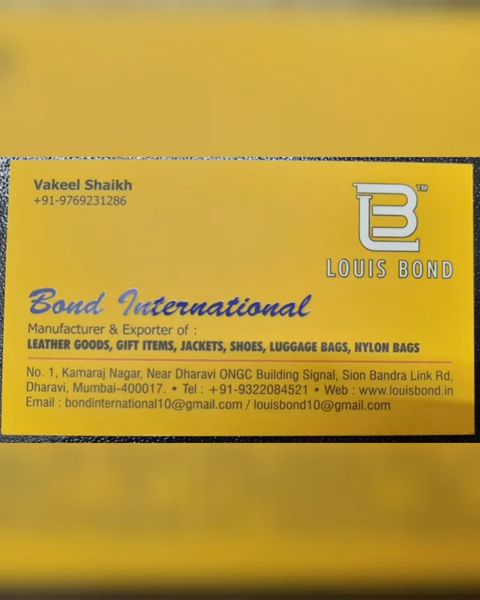 Vakeel Shaikh
+91-9769231286
LB
TM
LOUIS BOND
Bond International
Manufacturer & Exporter of :
LEATHER GOODS, GIFT ITEMS, JACKETS, SHOES, LUGGAGE BAGS, NYLON BAGS
No. 1, Kamaraj Nagar, Near Dharavi ONGC Building Signal, Sion Bandra Link Rd,
Dharavi, Mumbai-400017. • Tel : +91-9322084521 • Web : www.louisbond.in
Email : bondinternational10@gmail.com / louisbond10@gmail.com